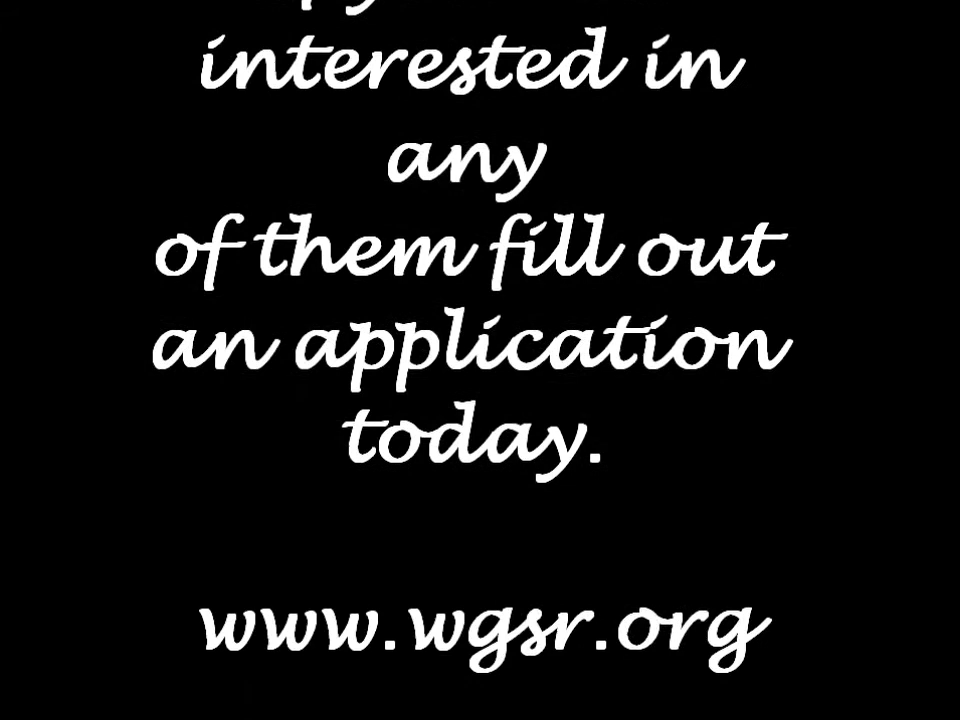 interested in
any
of them fill out
an application
today.
www.wgsr.org